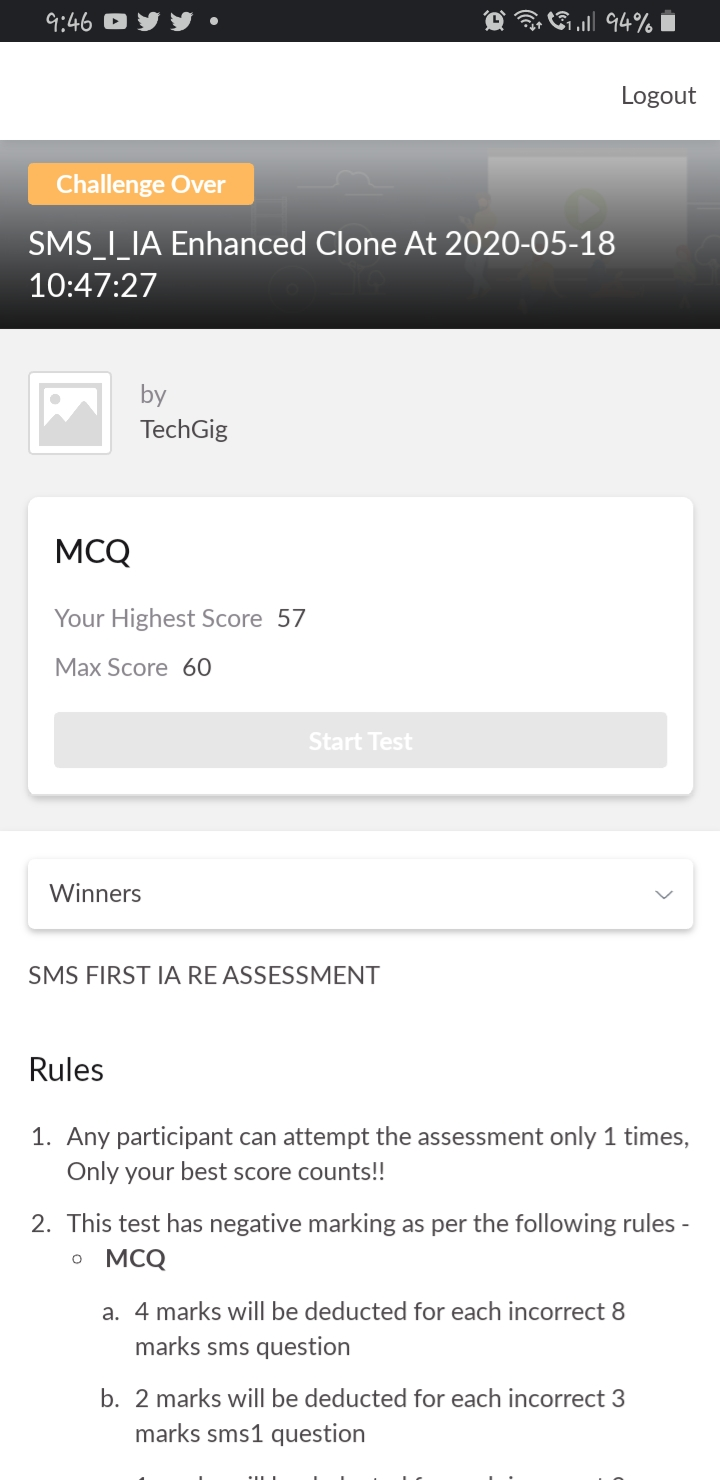 9:46
94%
Logout
Challenge Over
SMS_I_IA Enhanced Clone At 2020-05-18
10:47:27
by
TechGig
MCQ
Your Highest Score 57
Max Score 60
Start Test
Winners
SMS FIRST IA RE ASSESSMENT
Rules
1. Any participant can attempt the assessment only 1 times,
Only your best score counts!!
2. This test has negative marking as per the following rules -
MCQ
a. 4 marks will be deducted for each incorrect 8
marks sms question
b. 2 marks will be deducted for each incorrect 3
marks sms1 question